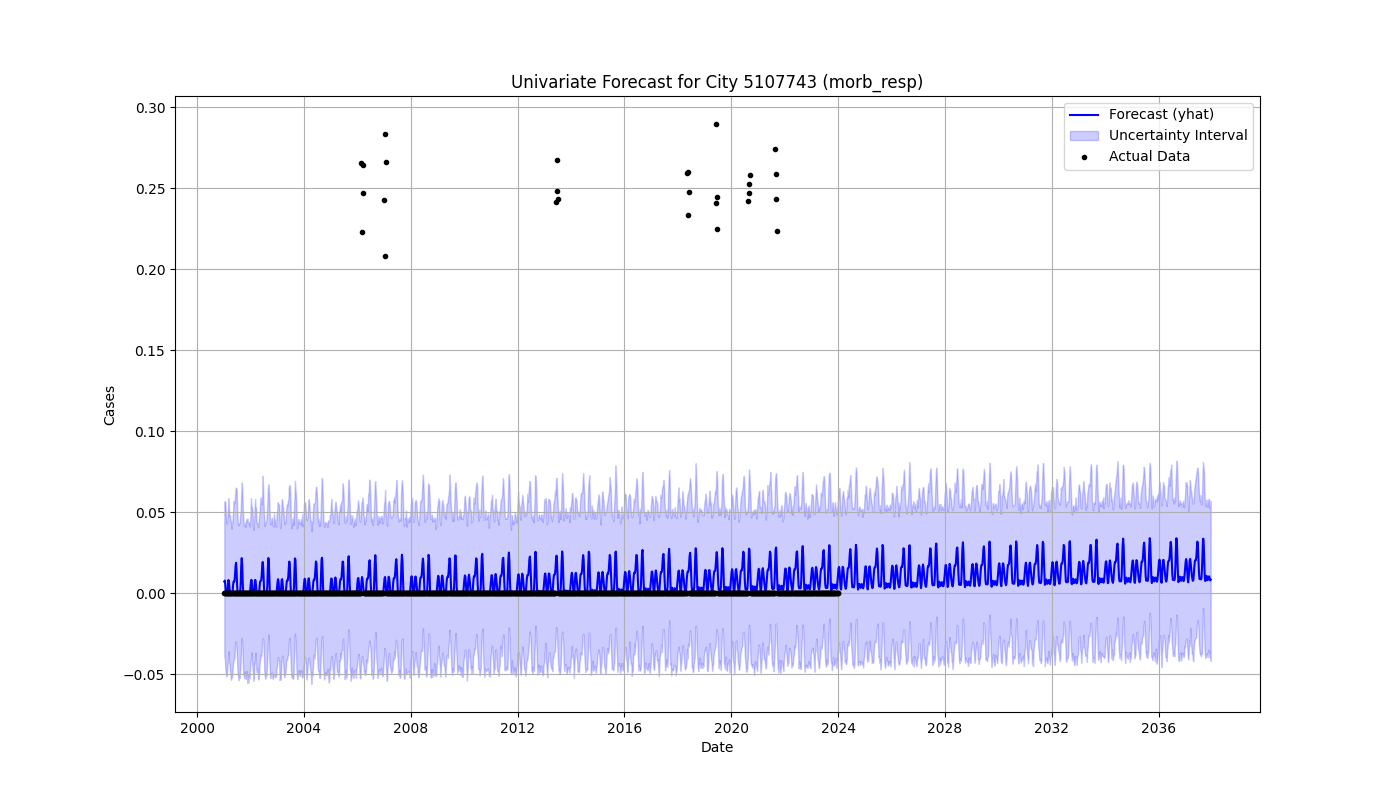 Univariate Forecast for City 5107743 (morb_resp)
Forecast (yhat)
Uncertainty Interval
Actual Data
Cases
0.30
0.25
0.20
0.15
0.10
0.05
0.00
−0.05
2000 2004 2008 2012 2016 2020 2024 2028 2032 2036
Date